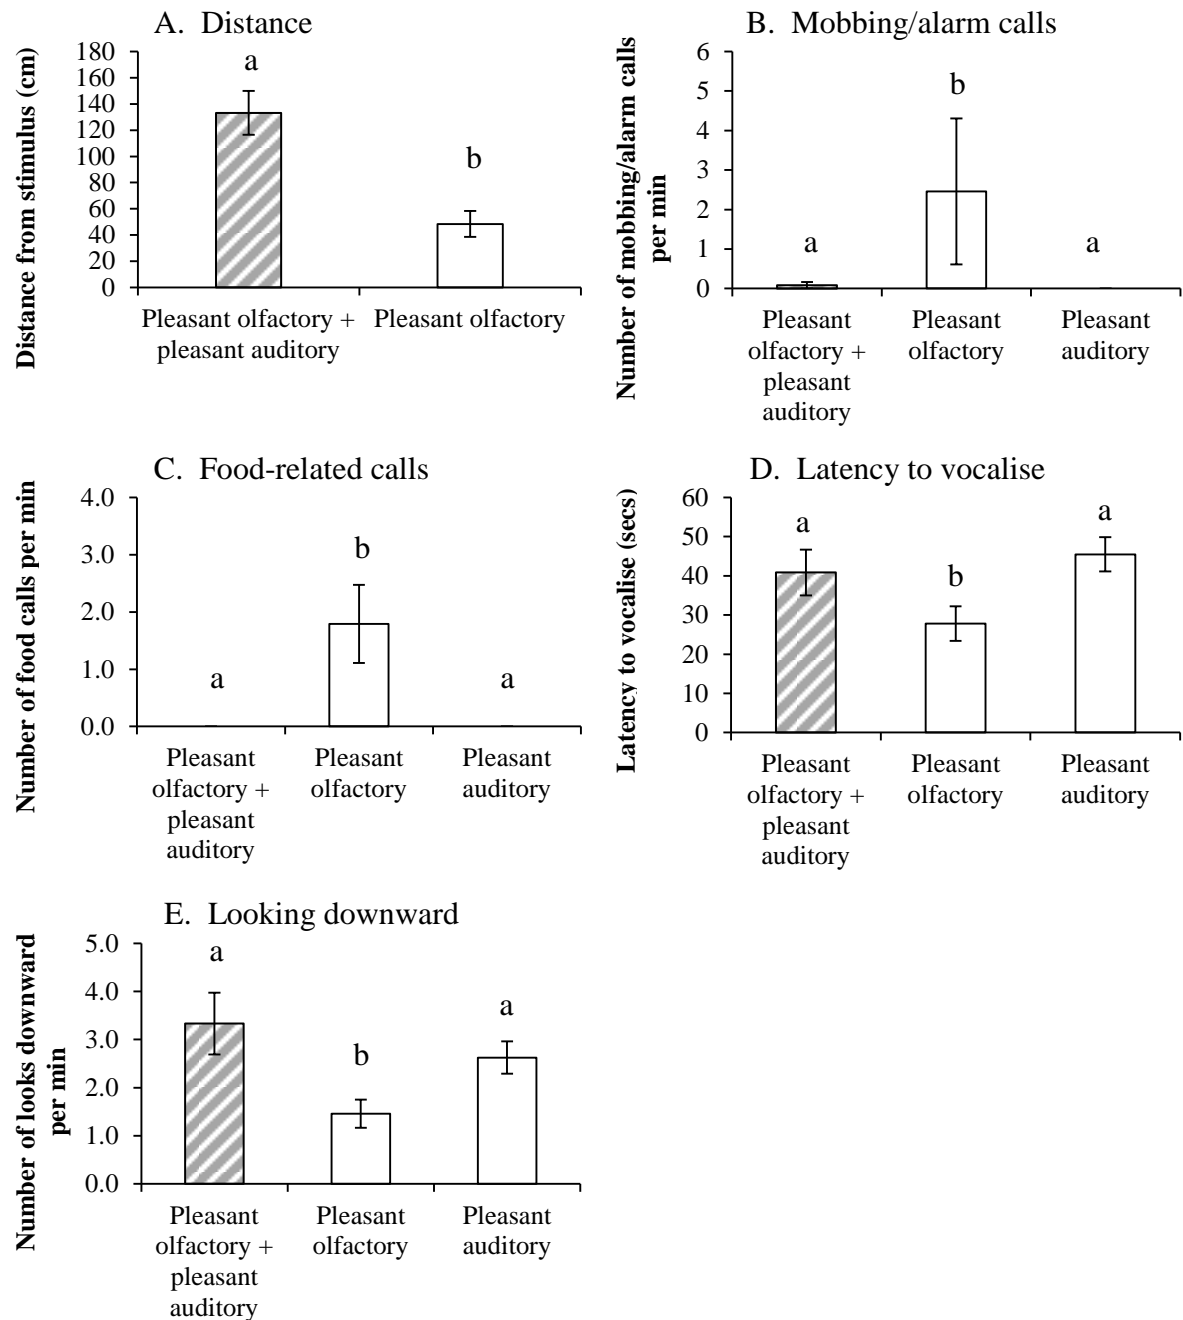 A. Distance
Distance from stimulus (cm)
180
160
140
120
100
80
60
40
20
0
a
b
Pleasant olfactory +
pleasant auditory
Pleasant olfactory
B. Mobbing/alarm calls
Number of mobbing/alarm calls
per min
6
5
4
3
2
1
0
a
b
a
Pleasant
olfactory +
pleasant
auditory
Pleasant
olfactory
Pleasant
auditory
C. Food-related calls
Number of food calls per min
4.0
3.0
2.0
1.0
0.0
a
b
a
Pleasant
olfactory +
pleasant
auditory
Pleasant
olfactory
Pleasant
auditory
D. Latency to vocalise
Latency to vocalise (secs)
60
50
40
30
20
10
0
a
b
a
Pleasant
olfactory +
pleasant
auditory
Pleasant
olfactory
Pleasant
auditory
E. Looking downward
Number of looks downward
per min
5.0
4.0
3.0
2.0
1.0
0.0
a
b
a
Pleasant
olfactory +
pleasant
auditory
Pleasant
olfactory
Pleasant
auditory